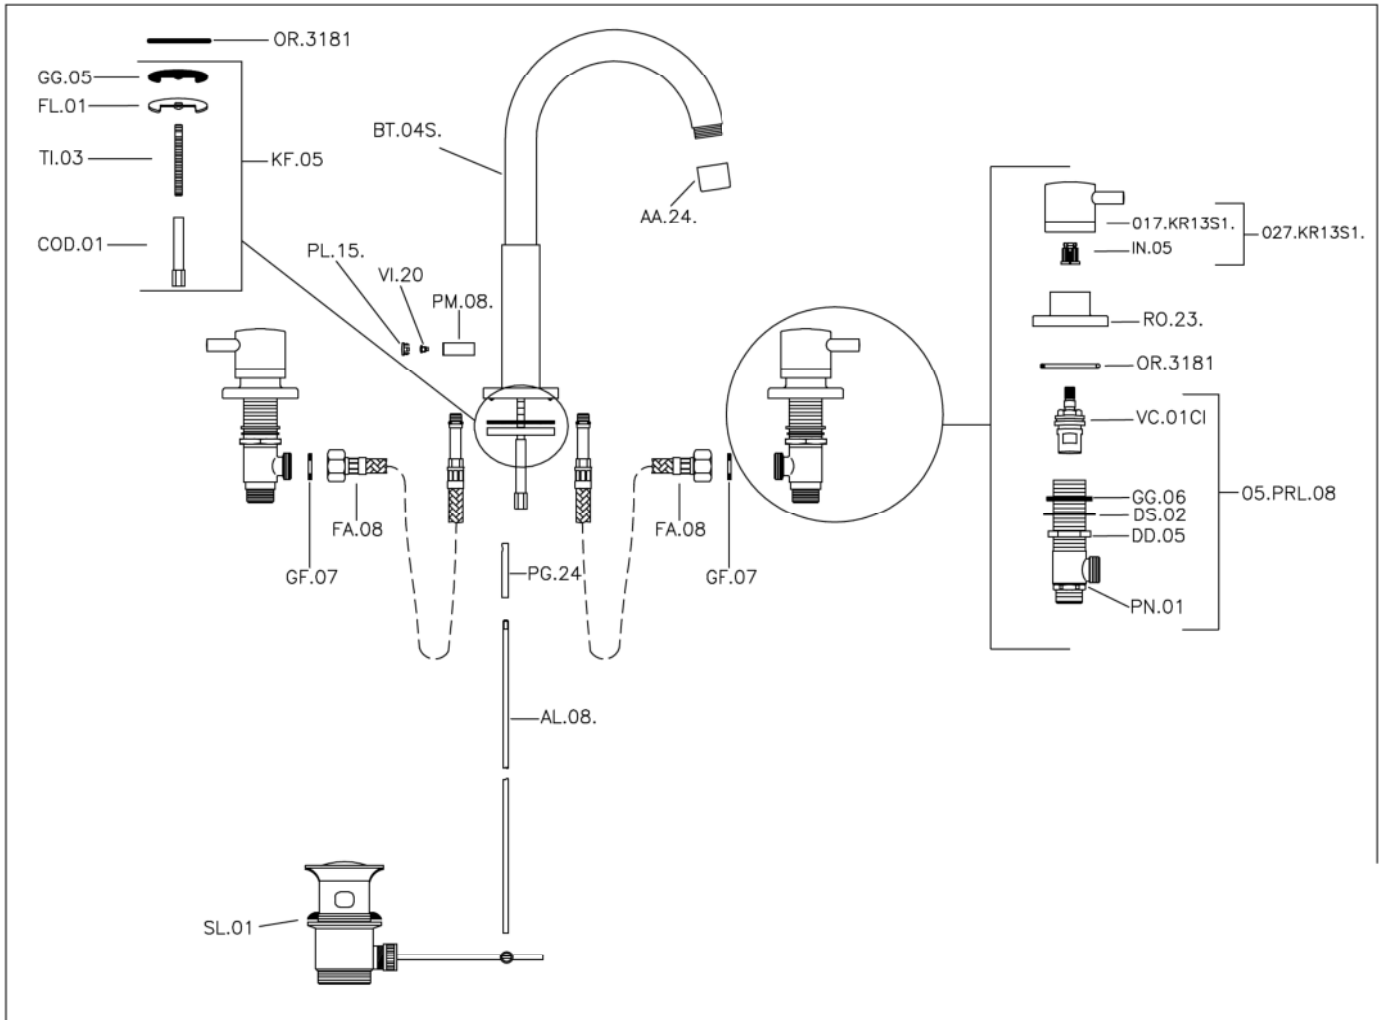 OR.3181
GG.05
FL.01
TI.03
KF.05
COD.01
BT.04S.
AA.24.
PL.15.
VI.20
PM.08.
017.KR13S1.
027.KR13S1.
IN.05
RO.23.
OR.3181
VC.01CI
GG.06
05.PRL.08
DS.02
DD.05
PN.01
FA.08
FA.08
GF.07
PG.24
GF.07
AL.08.
SL.01